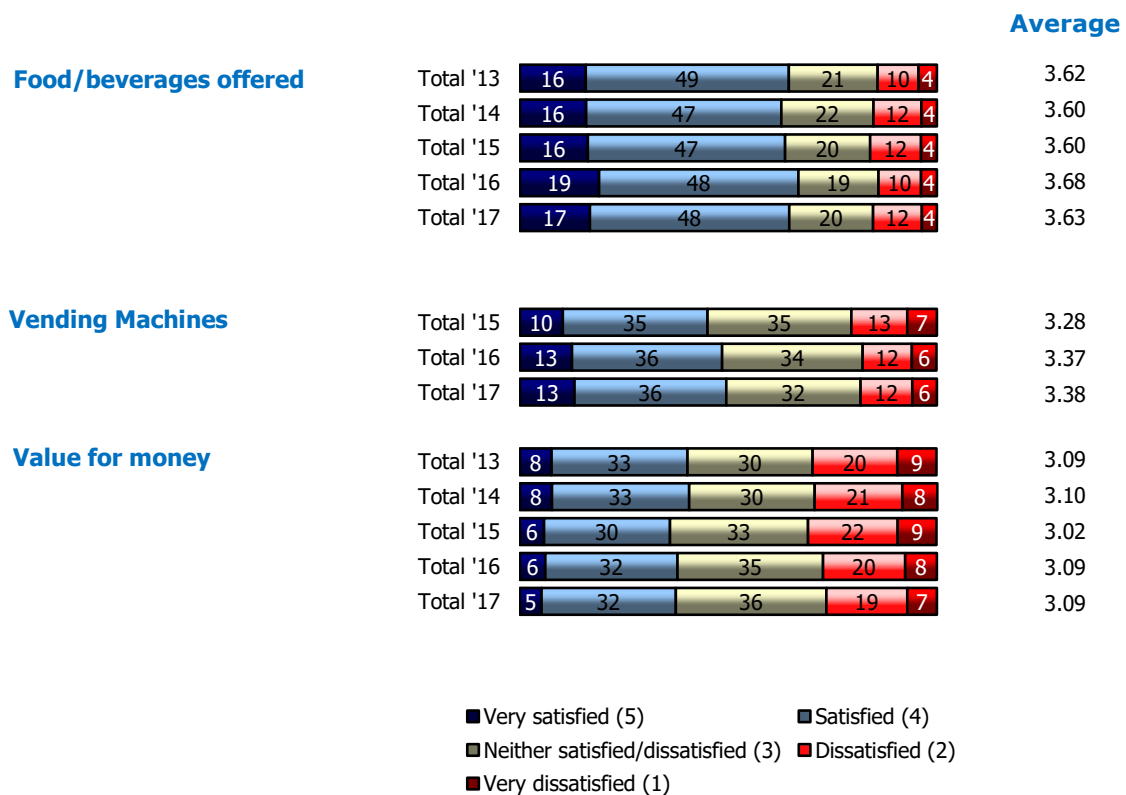 Average
Food/beverages offered
Total '13 16 49 21 10 4 3.62
Total '14 16 47 22 12 4 3.60
Total '15 16 47 20 12 4 3.60
Total '16 19 48 19 10 4 3.68
Total '17 17 48 20 12 4 3.63
Vending Machines
Total '15 10 35 35 13 7 3.28
Total '16 13 36 34 12 6 3.37
Total '17 13 36 32 12 6 3.38
Value for money
Total '13 8 33 30 20 9 3.09
Total '14 8 33 30 21 8 3.10
Total '15 6 30 33 22 9 3.02
Total '16 6 32 35 20 8 3.09
Total '17 5 32 36 19 7 3.09
Very satisfied (5) Satisfied (4)
Neither satisfied/dissatisfied (3) Dissatisfied (2)
Very dissatisfied (1)